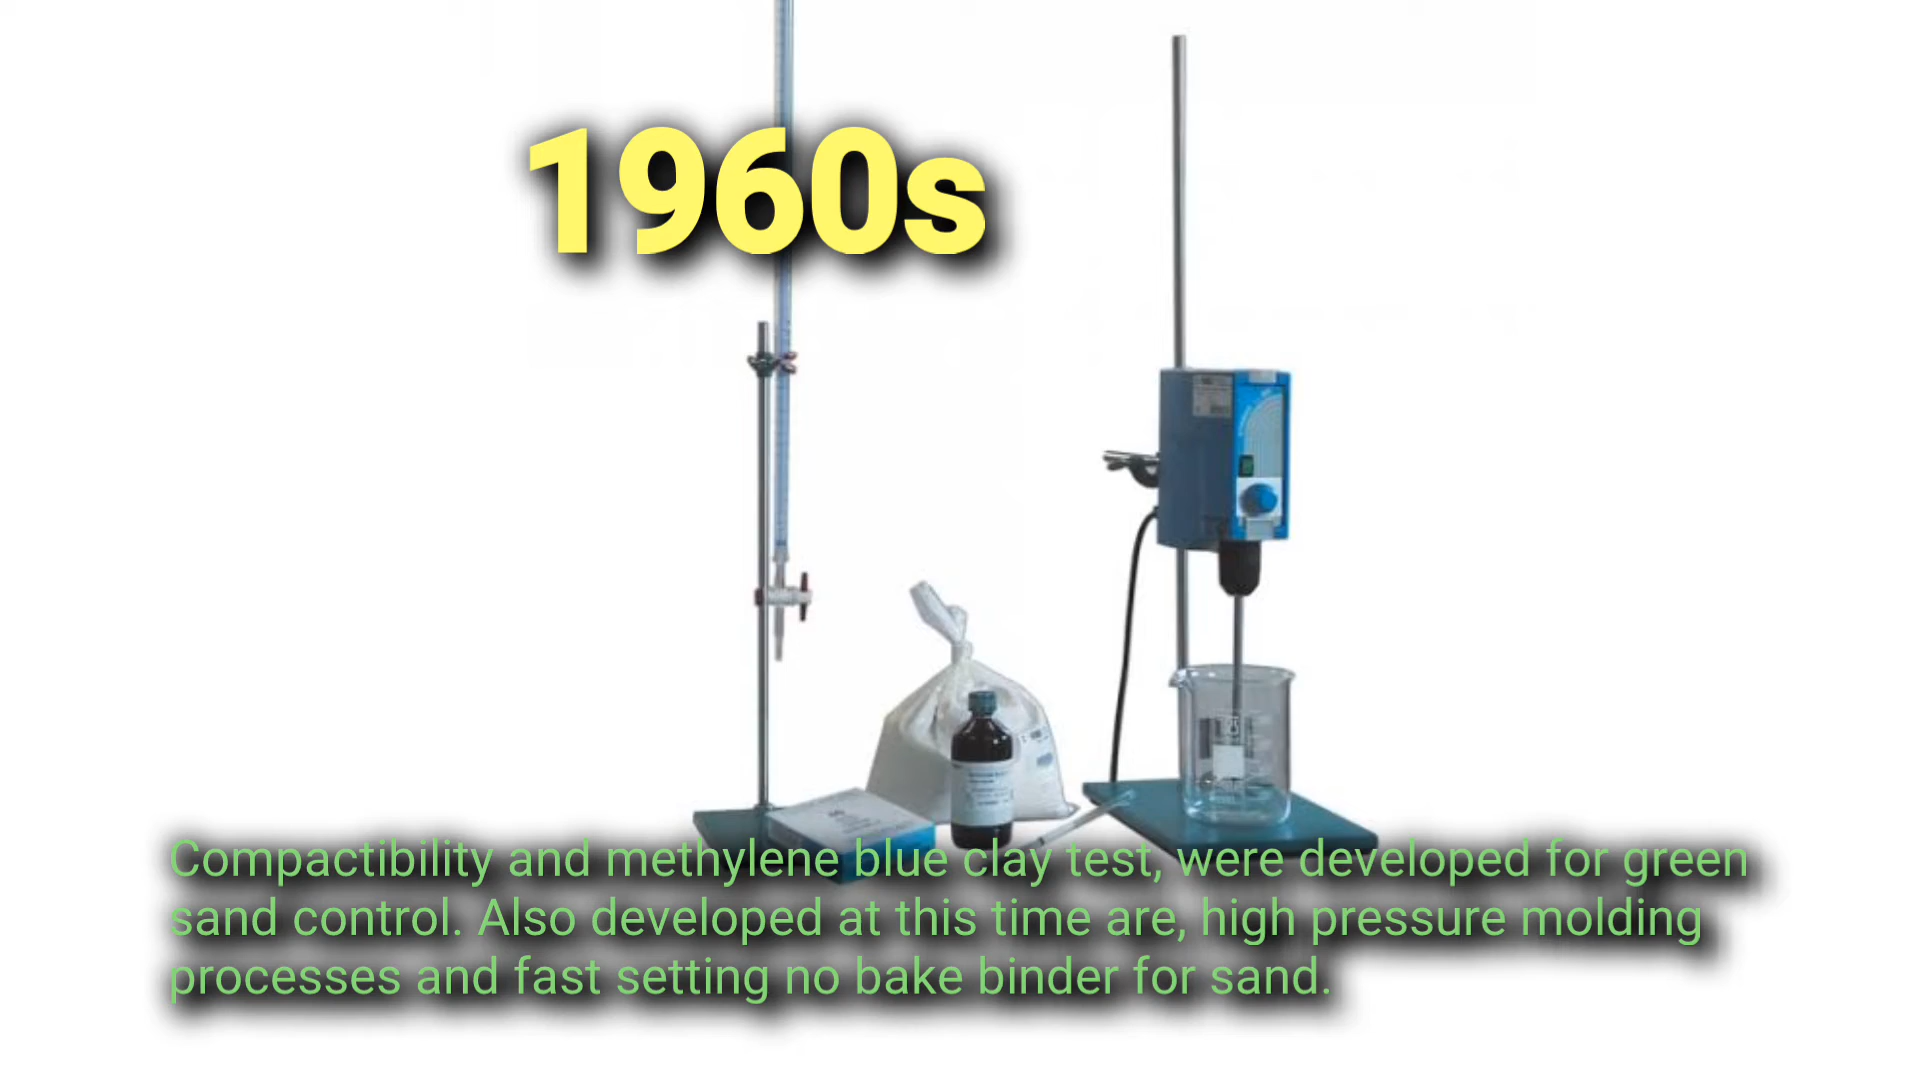 1960s
Compactibility and methylene blue clay test, were developed for green
sand control. Also developed at this time are, high pressure molding
processes and fast setting no bake binder for sand.